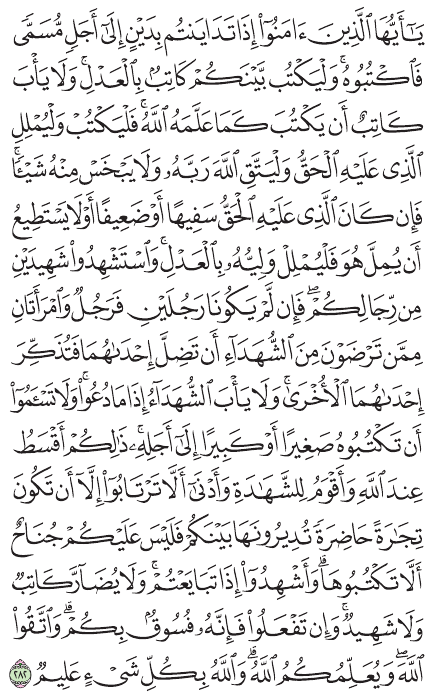 يَـٰٓأَيُّهَا ٱلَّذِينَ ءَامَنُوٓا۟ إِذَا تَدَايَنتُم بِدَيْنٍ إِلَىٰٓ أَجَلٍ مُّسَمًّى
فَٱكْتُبُوهُ ۚ وَلْيَكْتُب بَّيْنَكُمْ كَاتِبٌۢ بِٱلْعَدْلِ ۚ وَلَا يَأْبَ
كَاتِبٌ أَن يَكْتُبَ كَمَا عَلَّمَهُ ٱللَّهُ ۚ فَلْيَكْتُبْ وَلْيُمْلِلِ
ٱلَّذِى عَلَيْهِ ٱلْحَقُّ وَلْيَتَّقِ ٱللَّهَ رَبَّهُۥ وَلَا يَبْخَسْ مِنْهُ شَيْـًٔا ۚ
فَإِن كَانَ ٱلَّذِى عَلَيْهِ ٱلْحَقُّ سَفِيهًا أَوْ ضَعِيفًا أَوْ لَا يَسْتَطِيعُ
أَن يُمِلَّ هُوَ فَلْيُمْلِلْ وَلِيُّهُۥ بِٱلْعَدْلِ ۚ وَٱسْتَشْهِدُوا۟ شَهِيدَيْنِ
مِن رِّجَالِكُمْ ۖ فَإِن لَّمْ يَكُونَا رَجُلَيْنِ فَرَجُلٌ وَٱمْرَأَتَانِ
مِمَّن تَرْضَوْنَ مِنَ ٱلشُّهَدَآءِ أَن تَضِلَّ إِحْدَىٰهُمَا فَتُذَكِّرَ
إِحْدَىٰهُمَا ٱلْأُخْرَىٰ ۚ وَلَا يَأْبَ ٱلشُّهَدَآءُ إِذَا مَا دُعُوا۟ ۚ وَلَا تَسْـَٔمُوٓا۟
أَن تَكْتُبُوهُ صَغِيرًا أَوْ كَبِيرًا إِلَىٰٓ أَجَلِهِۦ ۚ ذَٰلِكُمْ أَقْسَطُ
عِندَ ٱللَّهِ وَأَقْوَمُ لِلشَّهَـٰدَةِ وَأَدْنَىٰٓ أَلَّا تَرْتَابُوٓا۟ ۖ إِلَّآ أَن تَكُونَ
تِجَـٰرَةً حَاضِرَةً تُدِيرُونَهَا بَيْنَكُمْ فَلَيْسَ عَلَيْكُمْ جُنَاحٌ
أَلَّا تَكْتُبُوهَا ۗ وَأَشْهِدُوٓا۟ إِذَا تَبَايَعْتُمْ ۚ وَلَا يُضَآرَّ كَاتِبٌ
وَلَا شَهِيدٌ ۚ وَإِن تَفْعَلُوا۟ فَإِنَّهُۥ فُسُوقٌۢ بِكُمْ ۗ وَٱتَّقُوا۟
ٱللَّهَ ۖ وَيُعَلِّمُكُمُ ٱللَّهُ ۗ وَٱللَّهُ بِكُلِّ شَىْءٍ عَلِيمٌ ٢٨٢